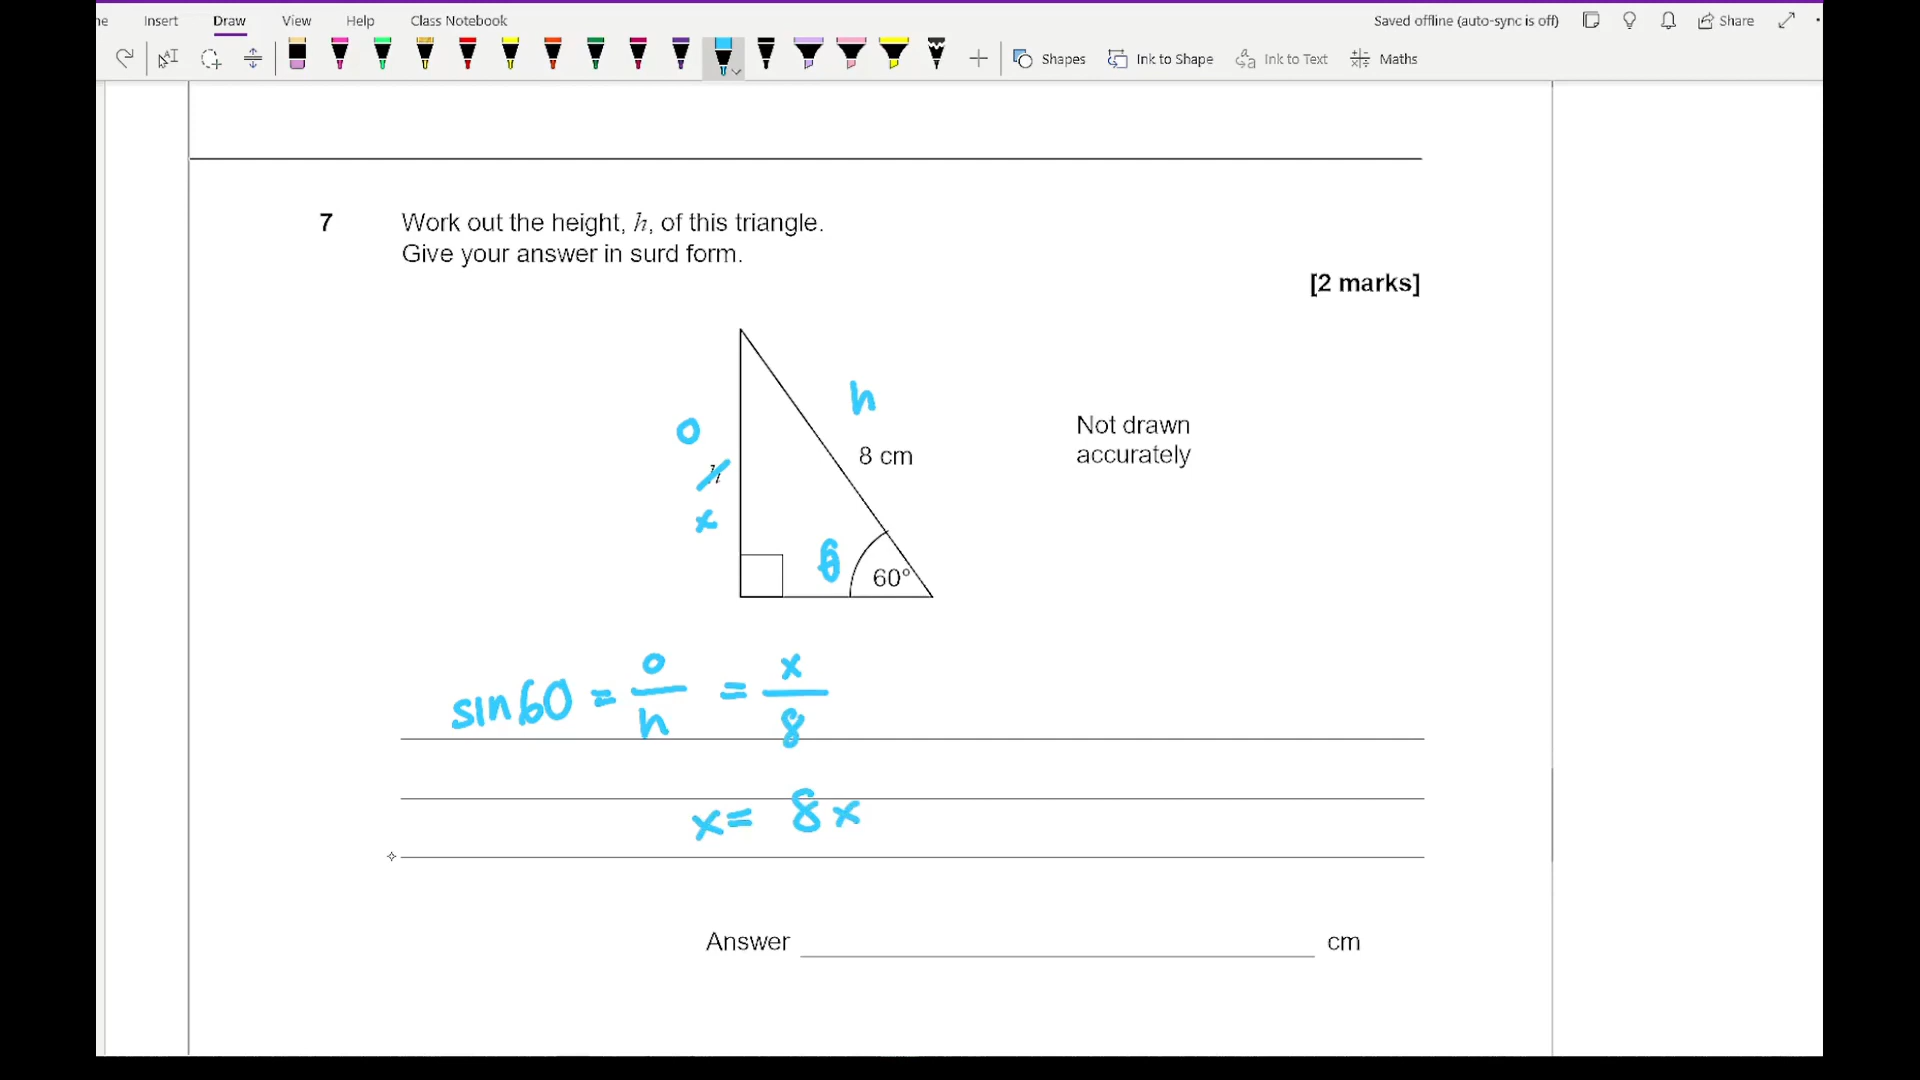 Insert Draw View Help Class Notebook Saved offline (auto-sync is off) Share
Shapes Ink to Shape Ink to Text Maths
7 Work out the height, h, of this triangle.
Give your answer in surd form.
[2 marks]
h
o
8 cm
Not drawn
accurately
x
θ
60°
sin60 = o/h = x/8
x= 8x
Answer cm